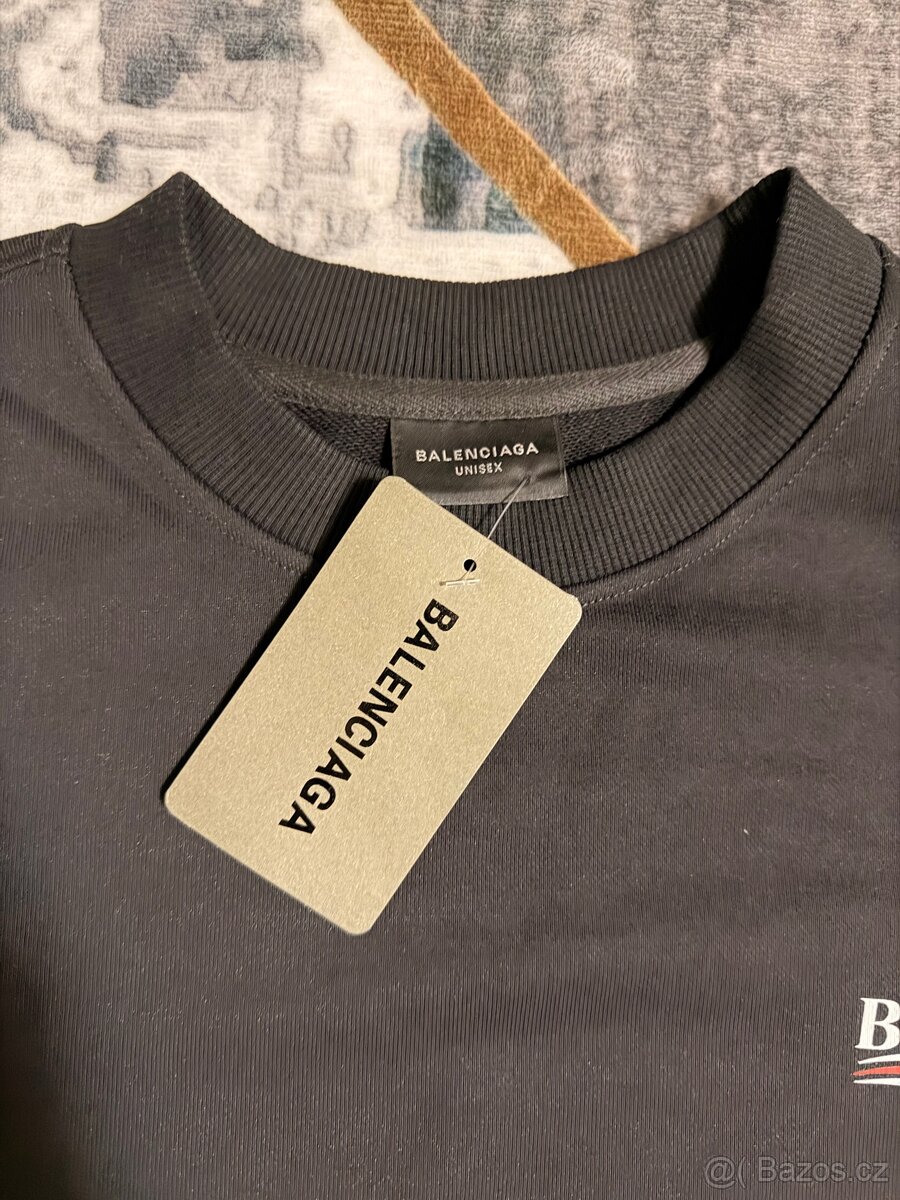 BALENCIAGA
UNISEX
BALENCIAGA
B
@( Bazos.cz